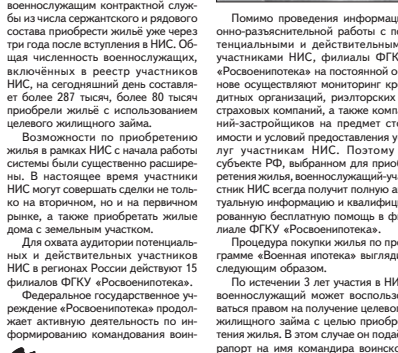 военнослужащим контрактной служ-
бы из числа сержантского и рядового
состава приобрести жильё уже через
три года после вступления в НИС. Об-
щая численность военнослужащих,
включённых в реестр участников
НИС, на сегодняшний день составля-
ет более 287 тысяч, более 80 тысяч
приобрели жильё с использованием
целевого жилищного займа.
Возможности по приобретению
жилья в рамках НИС с начала работы
системы были существенно расшире-
ны. В настоящее время участники
НИС могут совершать сделки не толь-
ко на вторичном, но и на первичном
рынке, а также приобретать жилые
дома с земельным участком.
Для охвата аудитории потенциаль-
ных и действительных участников
НИС в регионах России действуют 15
филиалов ФГКУ «Росвоенипотека».
Федеральное государственное уч-
реждение «Росвоенипотека» продол-
жает активную деятельность по ин-
формированию командования воин-
Помимо проведения информаци-
онно-разъяснительной работы с по-
тенциальными и действительным
участниками НИС, филиалы ФГК
«Росвоенипотека» на постоянной о
нове осуществляют мониторинг кр
дитных организаций, риэлторских
страховых компаний, а также комп
ний-застройщиков на предмет сто
имости и условий предоставления у
луг участникам НИС. Поэтому
субъекте РФ, выбранном для приоб
ретения жилья, военнослужащий-уча
стник НИС всегда получит полную а
туальную информацию и квалифиц
рованную бесплатную помощь в ф
лиале ФГКУ «Росвоенипотека».
Процедура покупки жилья по пр
грамме «Военная ипотека» выгляди
следующим образом.
По истечении 3 лет участия в НИ
военнослужащий может воспользо
ваться правом на получение целево
жилищного займа с целью приобре
тения жилья. В этом случае он подаё
рапорт на имя командира воинско